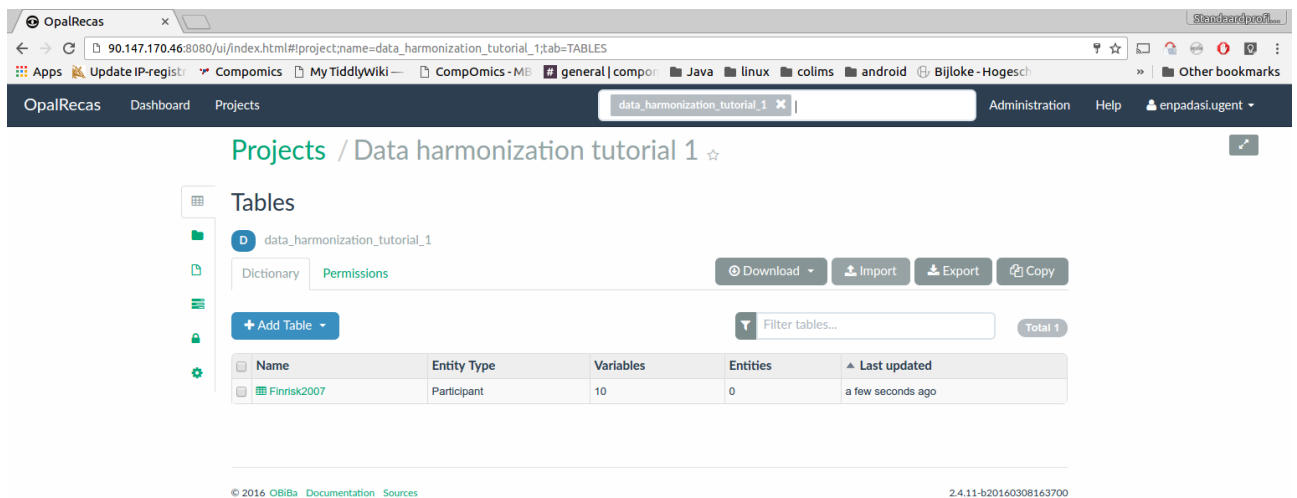 OpalRecas ×
Standaardprofi...
90.147.170.46:8080/ui/index.html#!project;name=data_harmonization_tutorial_1;tab=TABLES
Apps Update IP-registr Compomics My TiddlyWiki — CompOmics - MB general | compon Java linux colims android Bijloke - Hogesch » Other bookmarks
OpalRecas Dashboard Projects data_harmonization_tutorial_1 Administration Help enpadasi.ugent
Projects / Data harmonization tutorial 1
Tables
D data_harmonization_tutorial_1
Dictionary Permissions Download Import Export Copy
+ Add Table Filter tables... Total 1
Name Entity Type Variables Entities Last updated
Finrisk2007 Participant 10 0 a few seconds ago
© 2016 OBiBa Documentation Sources 2.4.11-b20160308163700